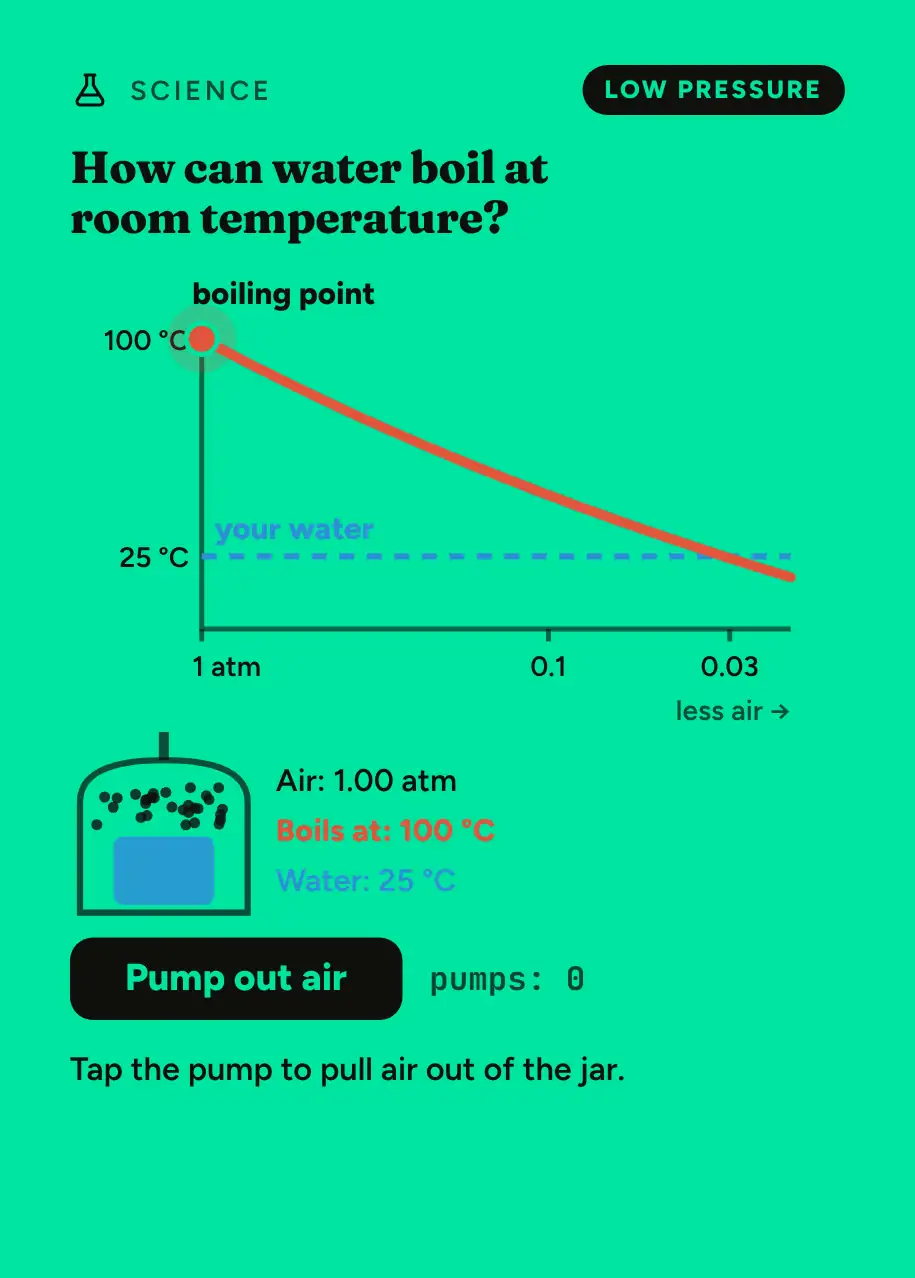 SCIENCE
LOW PRESSURE
How can water boil at
room temperature?
boiling point
100 °C
your water
25 °C
1 atm
0.1
0.03
less air →
Air: 1.00 atm
Boils at: 100 °C
Water: 25 °C
Pump out air
pumps: 0
Tap the pump to pull air out of the jar.